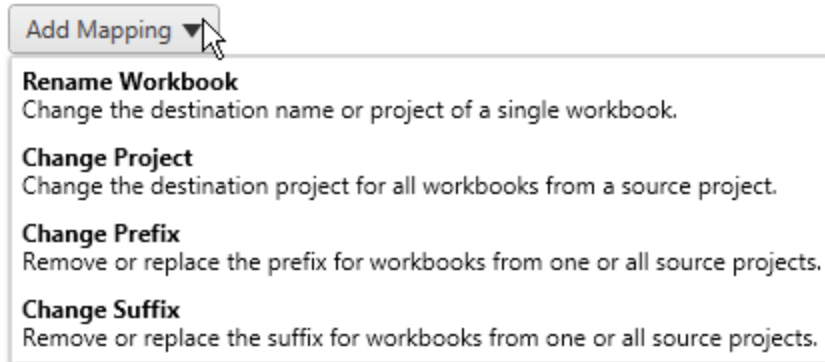 Add Mapping
Rename Workbook
Change the destination name or project of a single workbook.
Change Project
Change the destination project for all workbooks from a source project.
Change Prefix
Remove or replace the prefix for workbooks from one or all source projects.
Change Suffix
Remove or replace the suffix for workbooks from one or all source projects.